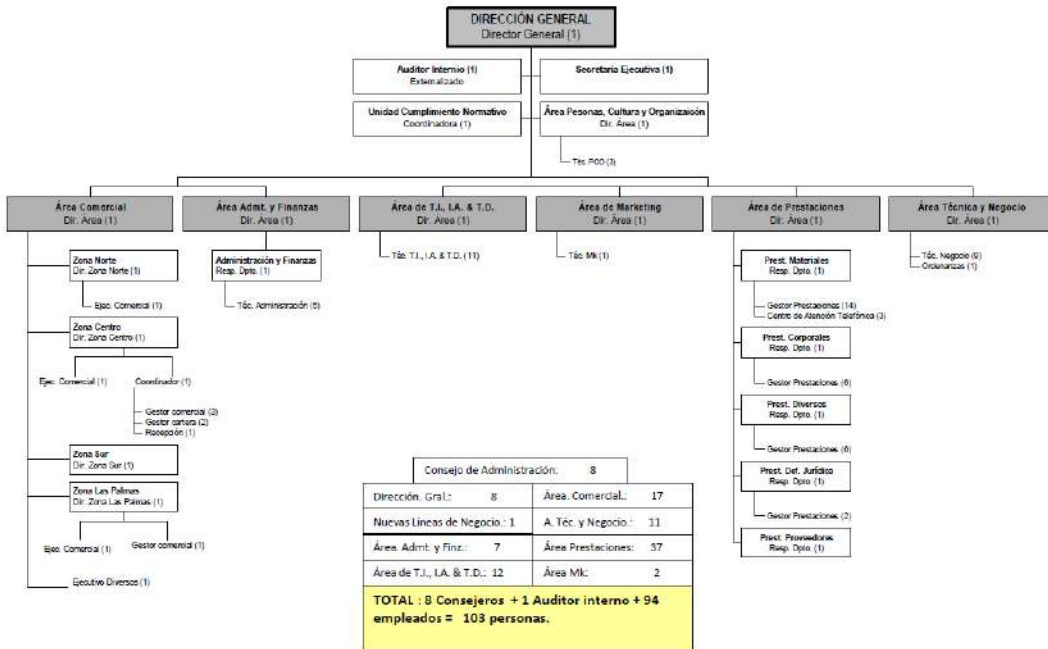 DIRECCIÓN GENERAL
Director General (1)
Auditor Internio (1)
Externalizado
Secretaria Ejecutiva (1)
Unidad Cumplimiento Normativo
Coordinadora (1)
Área Pesonas, Cultura y Organizaicón
Dir. Área (1)
Téc. PCO (3)
Área Comercial
Dir. Área (1)
Área Admt. y Finanzas
Dir. Área (1)
Área de T.I., I.A. & T.D.
Dir. Área (1)
Área de Marketing
Dir. Área (1)
Área de Prestaciones
Dir. Área (1)
Área Técnica y Negocio
Dir. Área (1)
Zona Norte
Dir. Zona Norte (1)
Ejec. Comercial (1)
Zona Centro
Dir. Zona Centro (1)
Ejec. Comercial (1)
Coordinador (1)
Gestor comercial (3)
Gestor cartera (2)
Recepción (1)
Zona Sur
Dir. Zona Sur (1)
Zona Las Palmas
Dir. Zona Las Palmas (1)
Ejec. Comercial (1)
Gestor comercial (1)
Ejecutivo Diversos (1)
Administración y Finanzas
Resp. Dpto. (1)
Téc. Administración (5)
Téc. T.I., I.A. & T.D. (11)
Téc. Mk (1)
Prest. Materiales
Resp. Dpto. (1)
Gestor Prestaciones (14)
Centro de Atención Telefónica (3)
Prest. Corporales
Resp. Dpto. (1)
Gestor Prestaciones (6)
Prest. Diversos
Resp. Dpto. (1)
Gestor Prestaciones (6)
Prest. Def. Jurídica
Resp. Dpto. (1)
Gestor Prestaciones (2)
Prest. Proveedores
Resp. Dpto. (1)
Téc. Negocio (9)
Ordenanzas (1)
Consejo de Administración: 8
Dirección. Gral.: 8 Área. Comercial.: 17
Nuevas Lineas de Negocio.: 1 A. Téc. y Negocio.: 11
Área. Admt. y Finz.: 7 Área Prestaciones: 37
Área de T.I., I.A. & T.D.: 12 Área Mk: 2
TOTAL : 8 Consejeros + 1 Auditor interno + 94
empleados = 103 personas.